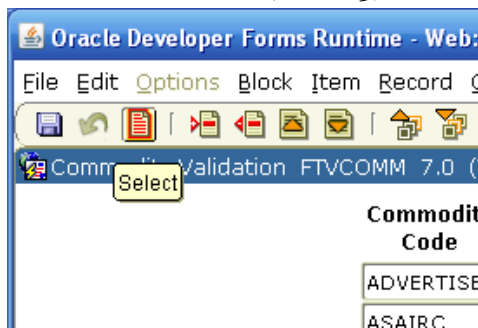 Oracle Developer Forms Runtime - Web:
File Edit Options Block Item Record
Validation FTVCOMM 7.0 (
Select
Commodit
Code
ADVERTISE
ASAIRC